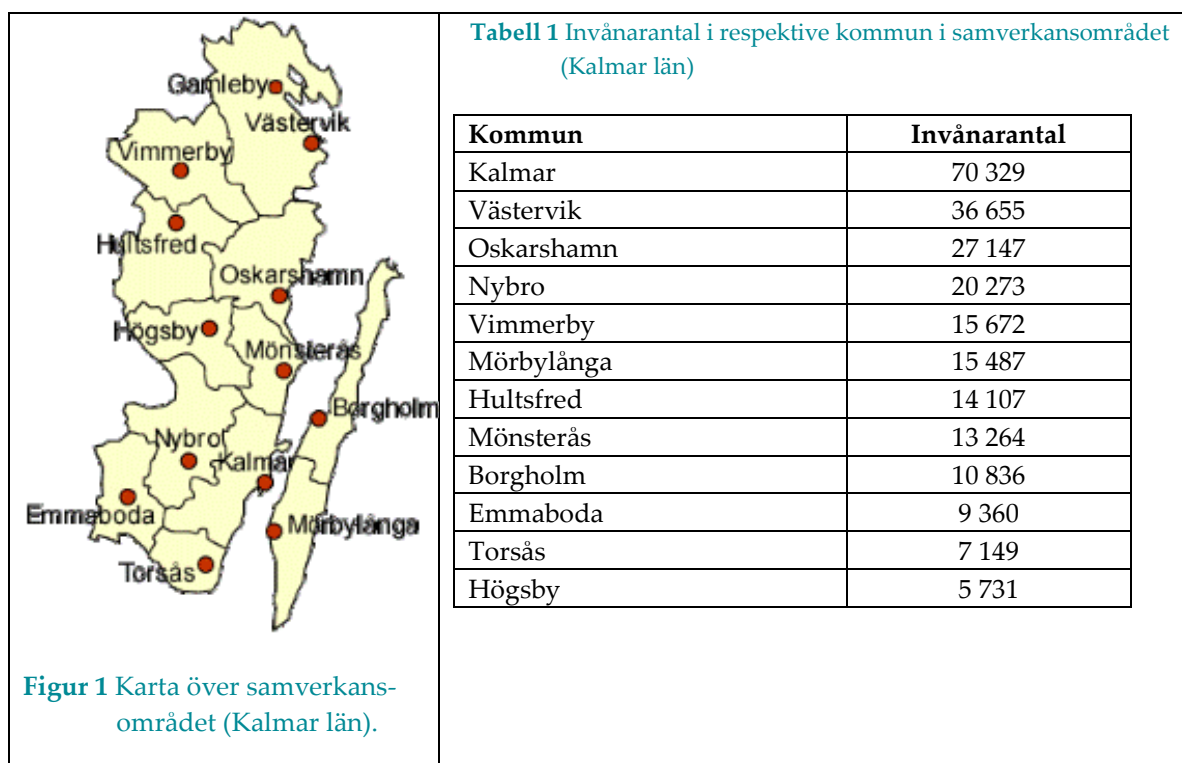 Gamleby
Västervik
Vimmerby
Hultsfred
Oskarshamn
Högsby
Mönsterås
Borgholm
Nybro
Kalmar
Emmaboda
Mörbylånga
Torsås
Figur 1 Karta över samverkans-
området (Kalmar län).
Tabell 1 Invånarantal i respektive kommun i samverkansområdet
(Kalmar län)
Kommun Invånarantal
Kalmar 70 329
Västervik 36 655
Oskarshamn 27 147
Nybro 20 273
Vimmerby 15 672
Mörbylånga 15 487
Hultsfred 14 107
Mönsterås 13 264
Borgholm 10 836
Emmaboda 9 360
Torsås 7 149
Högsby 5 731